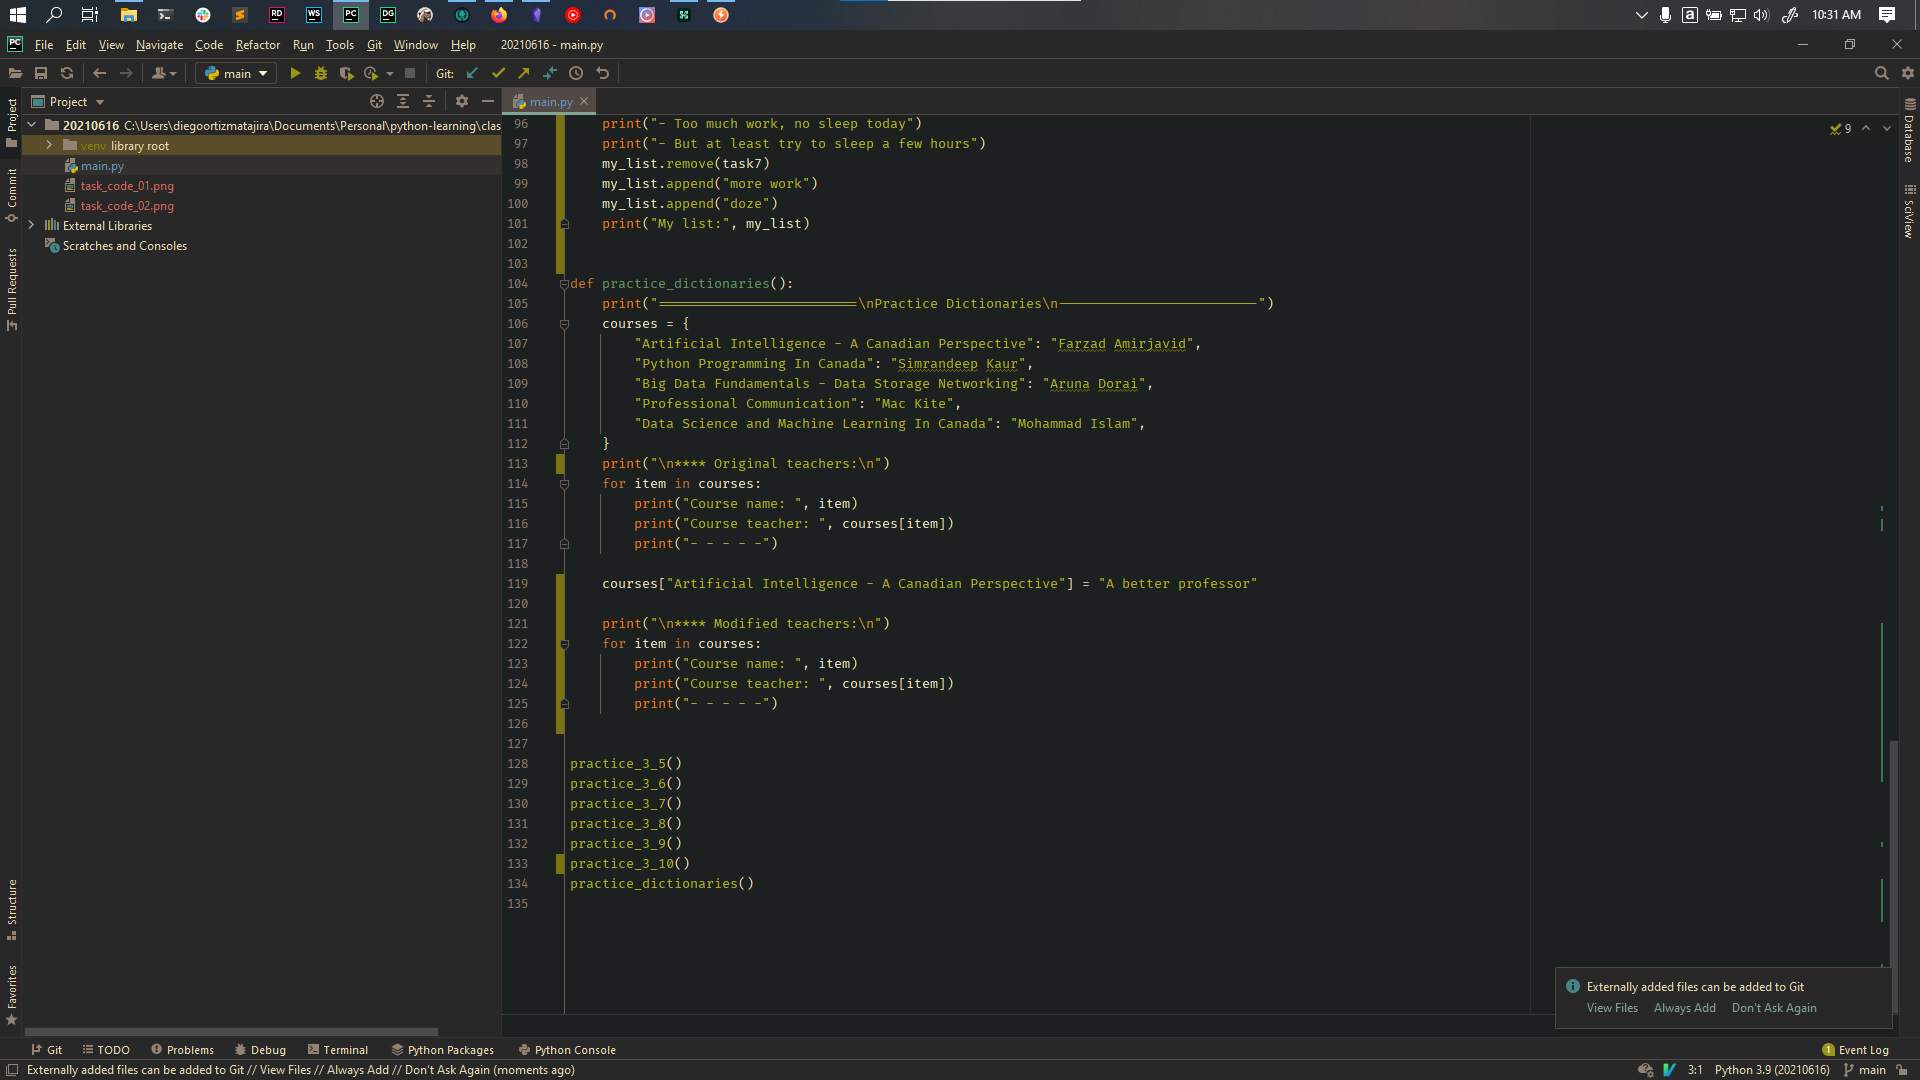 10:31 AM
File Edit View Navigate Code Refactor Run Tools Git Window Help 20210616 - main.py
main Git:
Project main.py
20210616 C:\Users\diegoortizmatajira\Documents\Personal\python-learning\clas
venv library root
main.py
task_code_01.png
task_code_02.png
External Libraries
Scratches and Consoles
Project
Commit
Pull Requests
Structure
Favorites
Database
SciView
9
96 print("- Too much work, no sleep today")
97 print("- But at least try to sleep a few hours")
98 my_list.remove(task7)
99 my_list.append("more work")
100 my_list.append("doze")
101 print("My list:", my_list)
102
103
104 def practice_dictionaries():
105 print("=========================\nPractice Dictionaries\n-------------------------")
106 courses = {
107 "Artificial Intelligence - A Canadian Perspective": "Farzad Amirjavid",
108 "Python Programming In Canada": "Simrandeep Kaur",
109 "Big Data Fundamentals - Data Storage Networking": "Aruna Dorai",
110 "Professional Communication": "Mac Kite",
111 "Data Science and Machine Learning In Canada": "Mohammad Islam",
112 }
113 print("\n**** Original teachers:\n")
114 for item in courses:
115 print("Course name: ", item)
116 print("Course teacher: ", courses[item])
117 print("- - - - -")
118
119 courses["Artificial Intelligence - A Canadian Perspective"] = "A better professor"
120
121 print("\n**** Modified teachers:\n")
122 for item in courses:
123 print("Course name: ", item)
124 print("Course teacher: ", courses[item])
125 print("- - - - -")
126
127
128 practice_3_5()
129 practice_3_6()
130 practice_3_7()
131 practice_3_8()
132 practice_3_9()
133 practice_3_10()
134 practice_dictionaries()
135
Externally added files can be added to Git
View Files Always Add Don't Ask Again
Git TODO Problems Debug Terminal Python Packages Python Console 1 Event Log
Externally added files can be added to Git // View Files // Always Add // Don't Ask Again (moments ago) 3:1 Python 3.9 (20210616) main